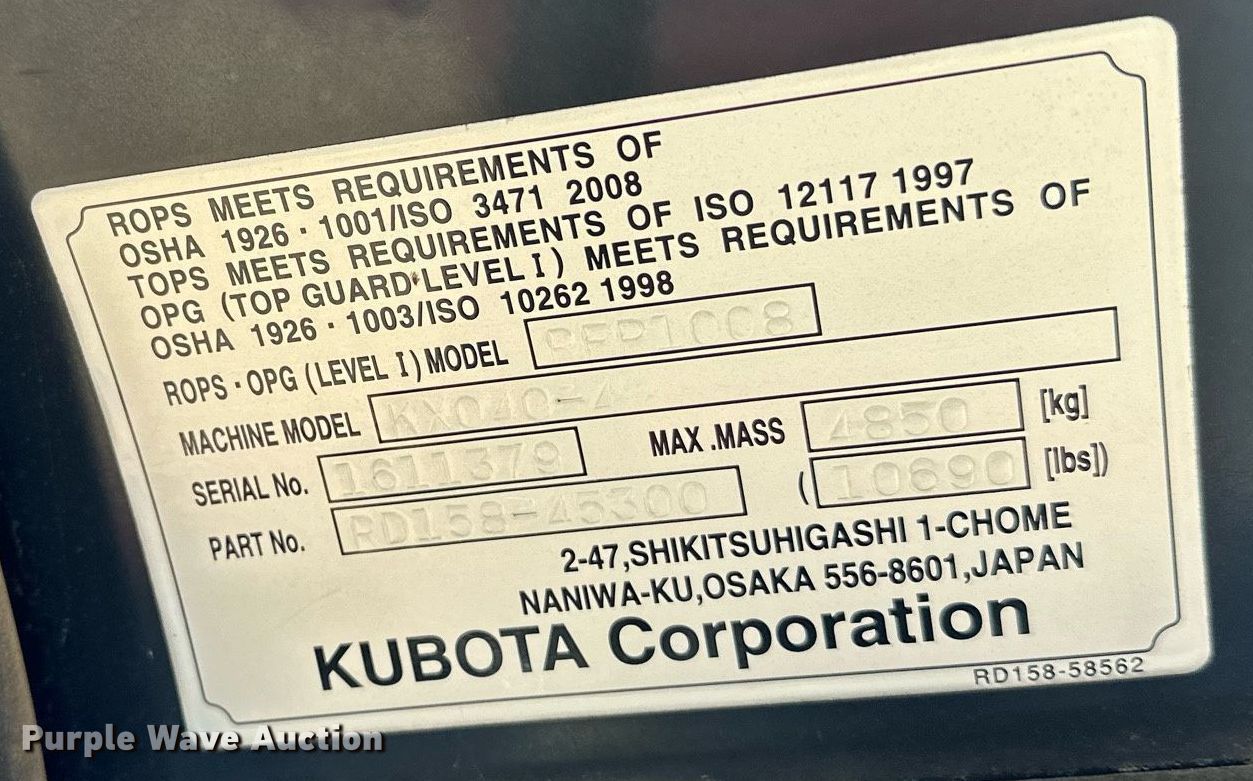 ROPS MEETS REQUIREMENTS OF
OSHA 1926・1001/ISO 3471 2008
TOPS MEETS REQUIREMENTS OF ISO 12117 1997
OPG (TOP GUARD LEVEL I) MEETS REQUIREMENTS OF
OSHA 1926・1003/ISO 10262 1998
ROPS・OPG (LEVEL I) MODEL RFP1008
MACHINE MODEL KX040-4
SERIAL No. 1611379 MAX .MASS 4850 [kg]
PART No. RD158-45300 (10690 [lbs])
2-47,SHIKITSUHIGASHI 1-CHOME
NANIWA-KU,OSAKA 556-8601,JAPAN
KUBOTA Corporation
RD158-58562
Purple Wave Auction